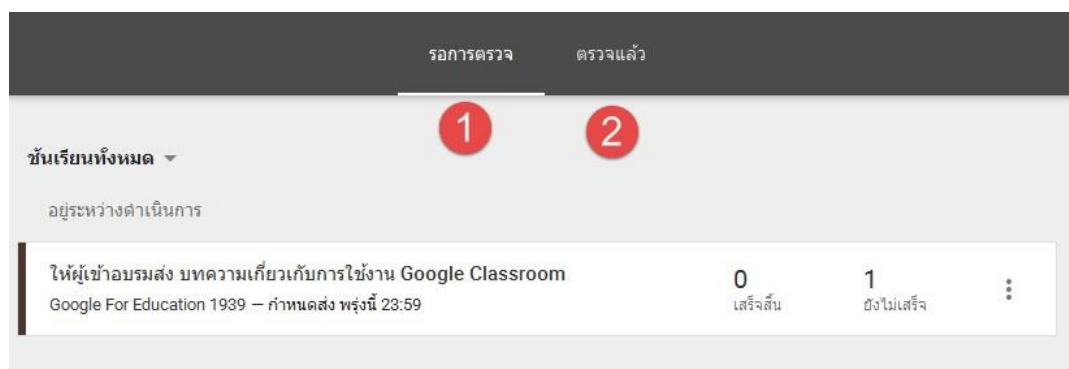 รอการตรวจ ตรวจแล้ว
1 2
ชั้นเรียนทั้งหมด
อยู่ระหว่างดำเนินการ
ให้ผู้เข้าอบรมส่ง บทความเกี่ยวเกับการใช้งาน Google Classroom
Google For Education 1939 — กำหนดส่ง พรุ่งนี้ 23:59
0 1
เสร็จสิ้น ยังไม่เสร็จ